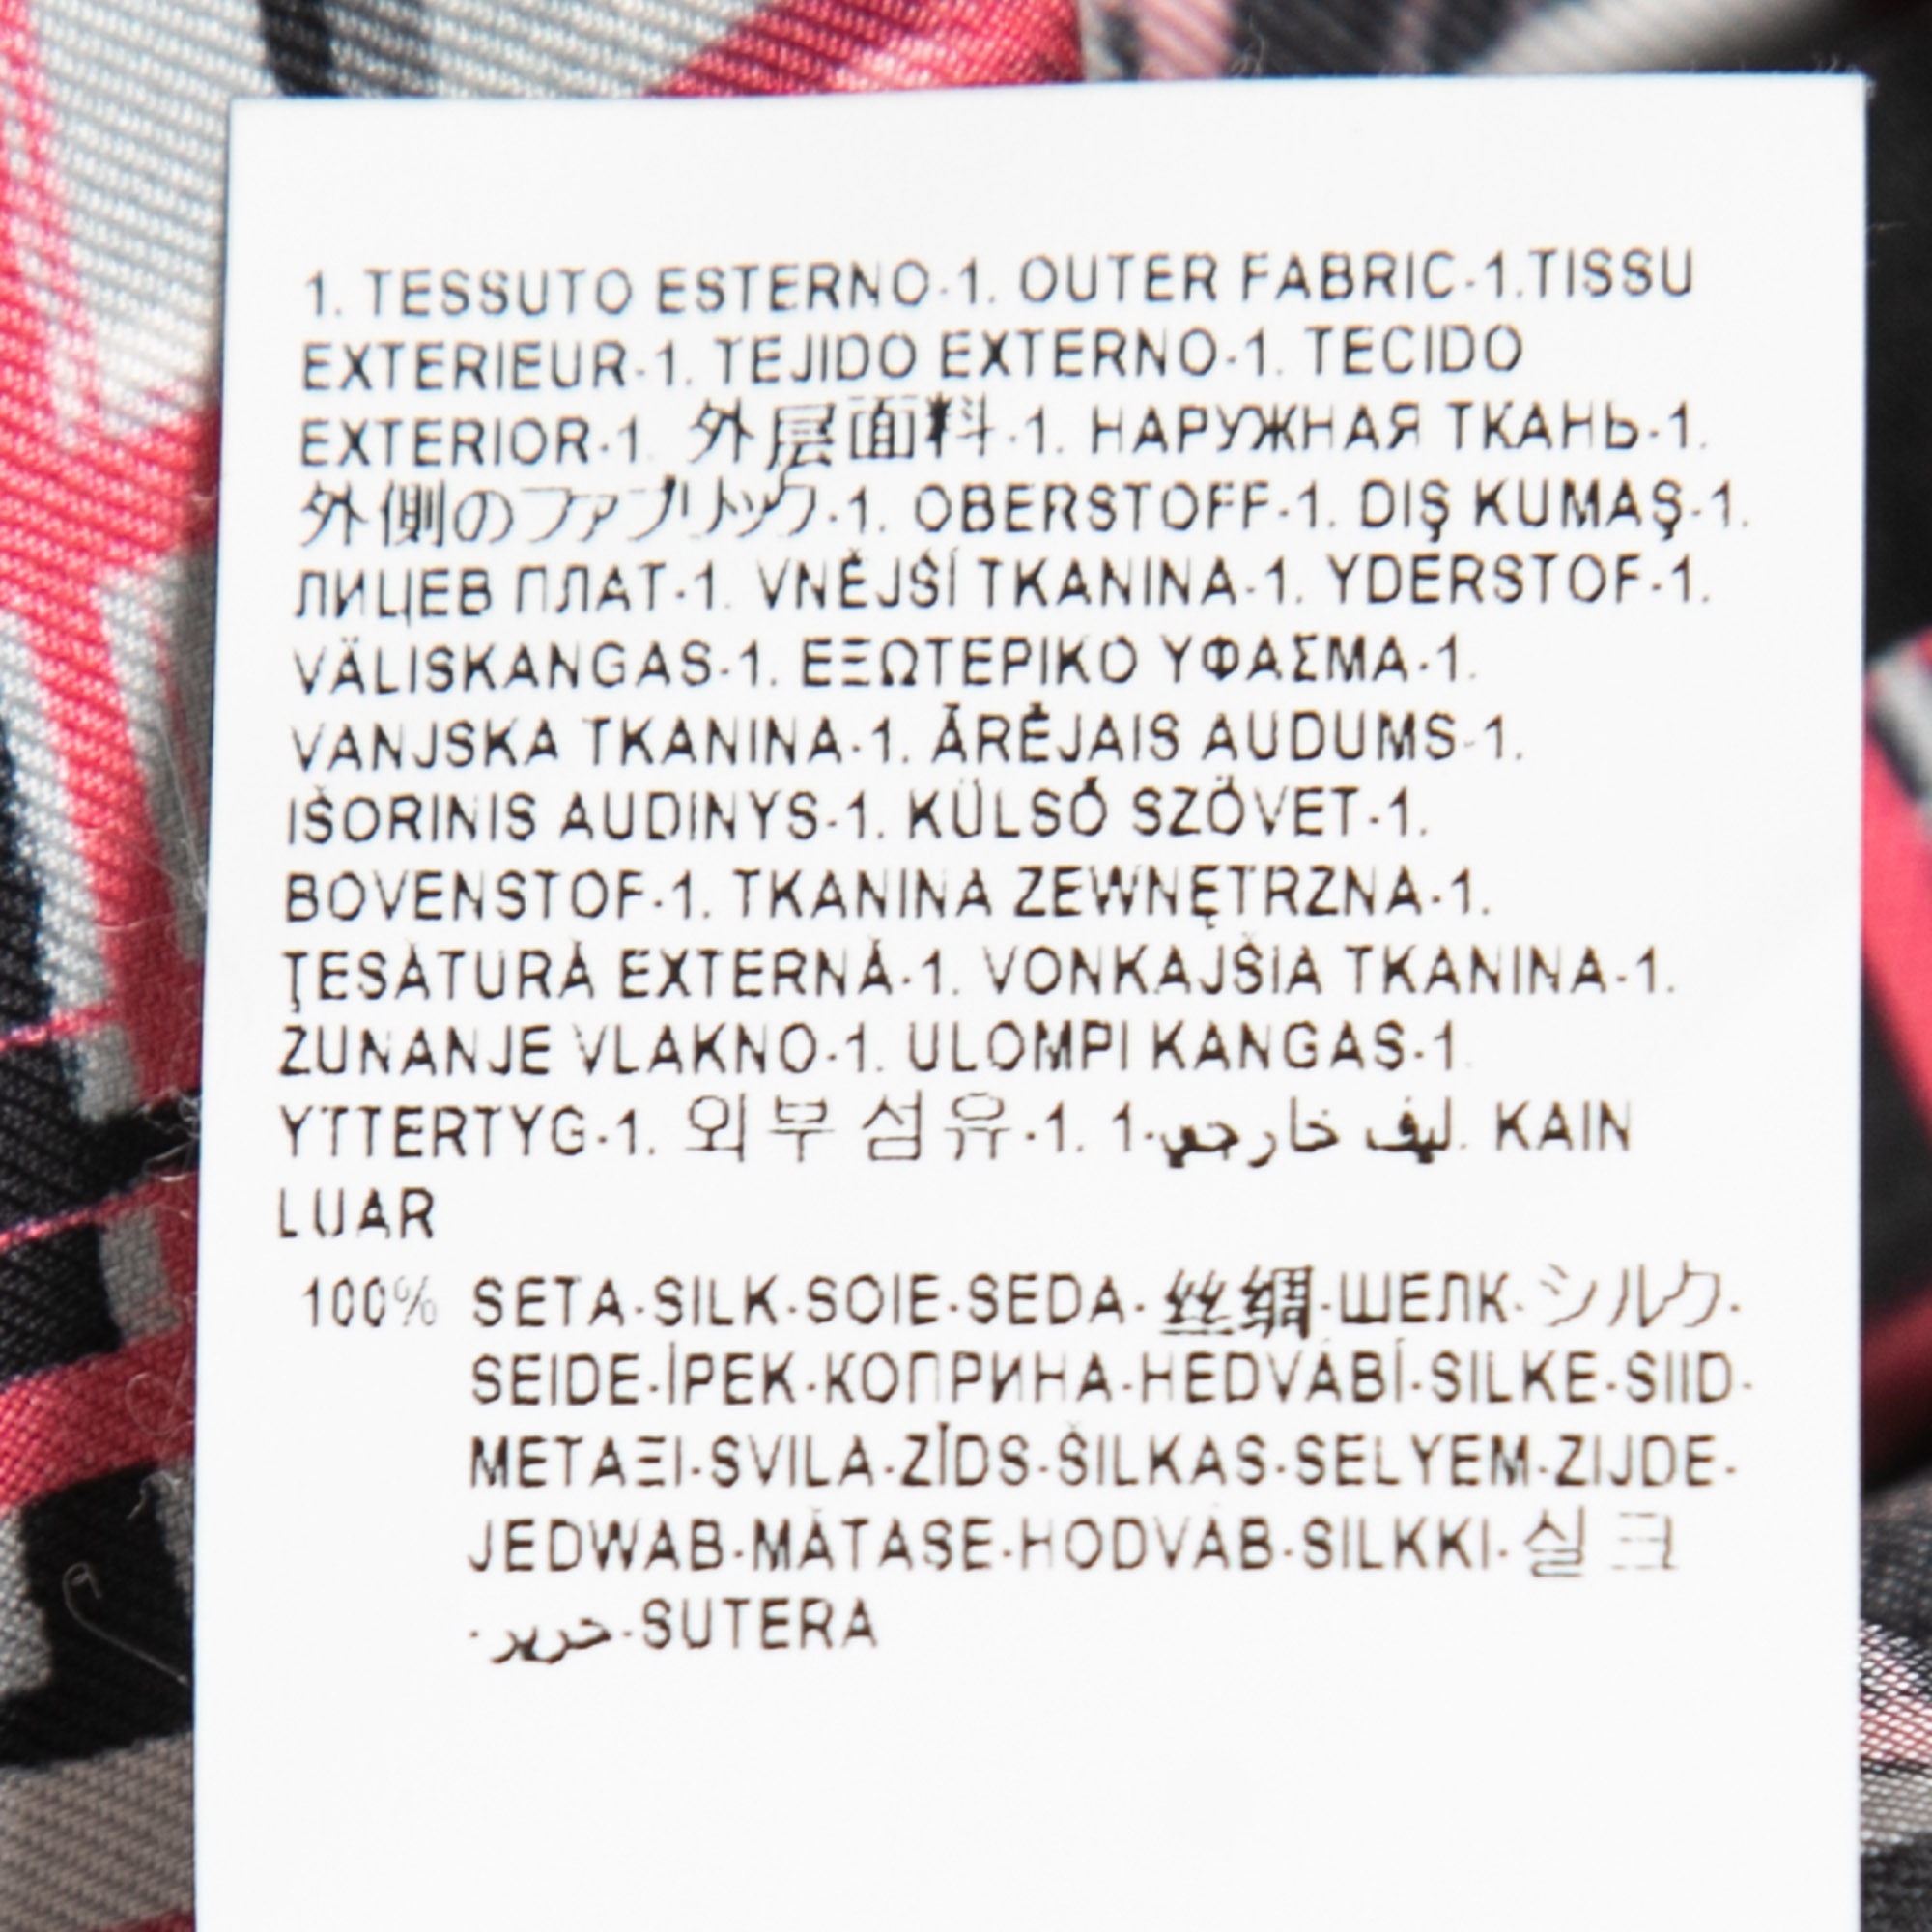 1. TESSUTO ESTERNO-1. OUTER FABRIC-1.TISSU
EXTERIEUR-1. TEJIDO EXTERNO-1. TECIDO
EXTERIOR-1. 外层面料-1. НАРУЖНАЯ ТКАНЬ-1.
外側のファブリック-1. OBERSTOFF-1. DIŞ KUMAŞ-1.
ЛИЦЕВ ПЛАТ-1. VNĚJŠÍ TKANINA-1. YDERSTOF-1.
VÄLISKANGAS-1. ΕΞΩΤΕΡΙΚΟ ΥΦΑΣΜΑ-1.
VANJSKA TKANINA-1. ĀRĒJAIS AUDUMS-1.
IŠORINIS AUDINYS-1. KÜLSŐ SZÖVET-1.
BOVENSTOF-1. TKANINA ZEWNĘTRZNA-1.
ŢESĂTURĂ EXTERNĂ-1. VONKAJŠIA TKANINA-1.
ZUNANJE VLAKNO-1. ULOMPI KANGAS-1.
YTTERTYG-1. 외부 섬유-1. 1-ليف خارجي. KAIN
LUAR
100% SETA-SILK-SOIE-SEDA-丝绸-ШЕЛК-シルク-
SEIDE-İPEK-КОПРИНА-HEDVÁBÍ-SILKE-SIID-
ΜΕΤΑΞΙ-SVILA-ZĪDS-ŠILKAS-SELYEM-ZIJDE-
JEDWAB-MĂTASE-HODVÁB-SILKKI-실크
-حرير-SUTERA